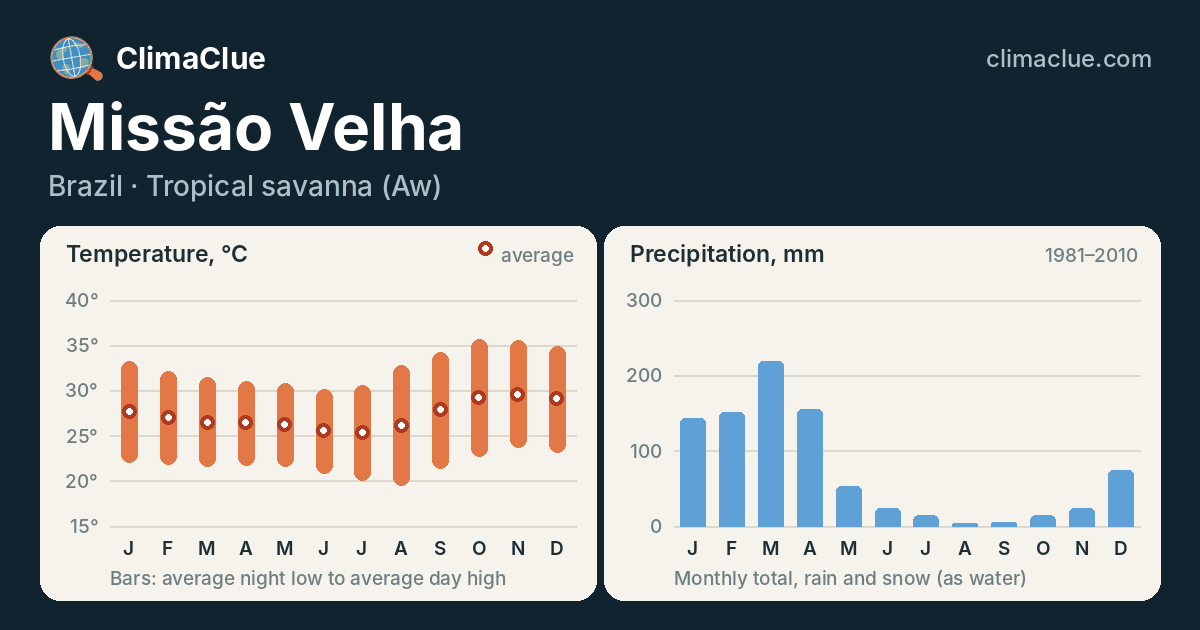 ClimaClue
climaclue.com
Missão Velha
Brazil · Tropical savanna (Aw)
Temperature, °C
average
40°
35°
30°
25°
20°
15°
J F M A M J J A S O N D
Bars: average night low to average day high
Precipitation, mm
1981–2010
300
200
100
0
J F M A M J J A S O N D
Monthly total, rain and snow (as water)